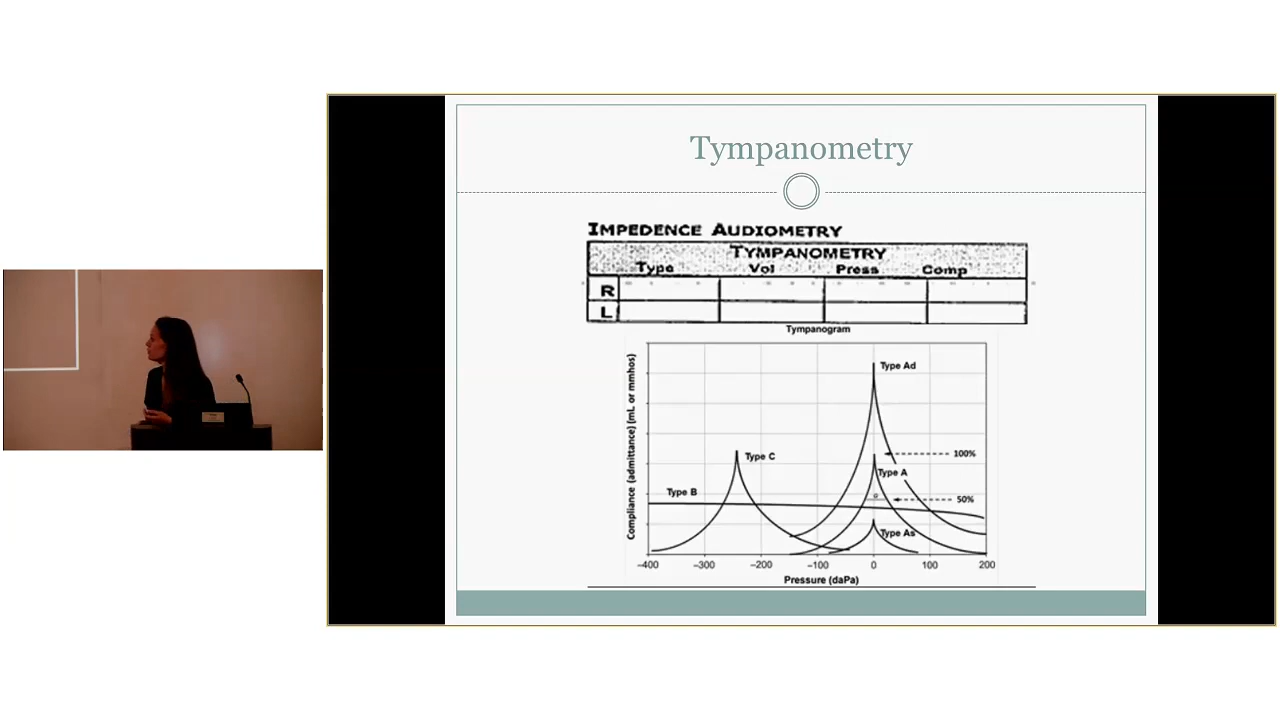 Tympanometry
IMPEDENCE AUDIOMETRY
TYMPANOMETRY
Type Vol Press Comp
R
L
Tympanogram
Compliance (admittance) (mL or mmhos)
Type Ad
Type C
100%
Type A
Type B
50%
Type As
−400 −300 −200 −100 0 100 200
Pressure (daPa)